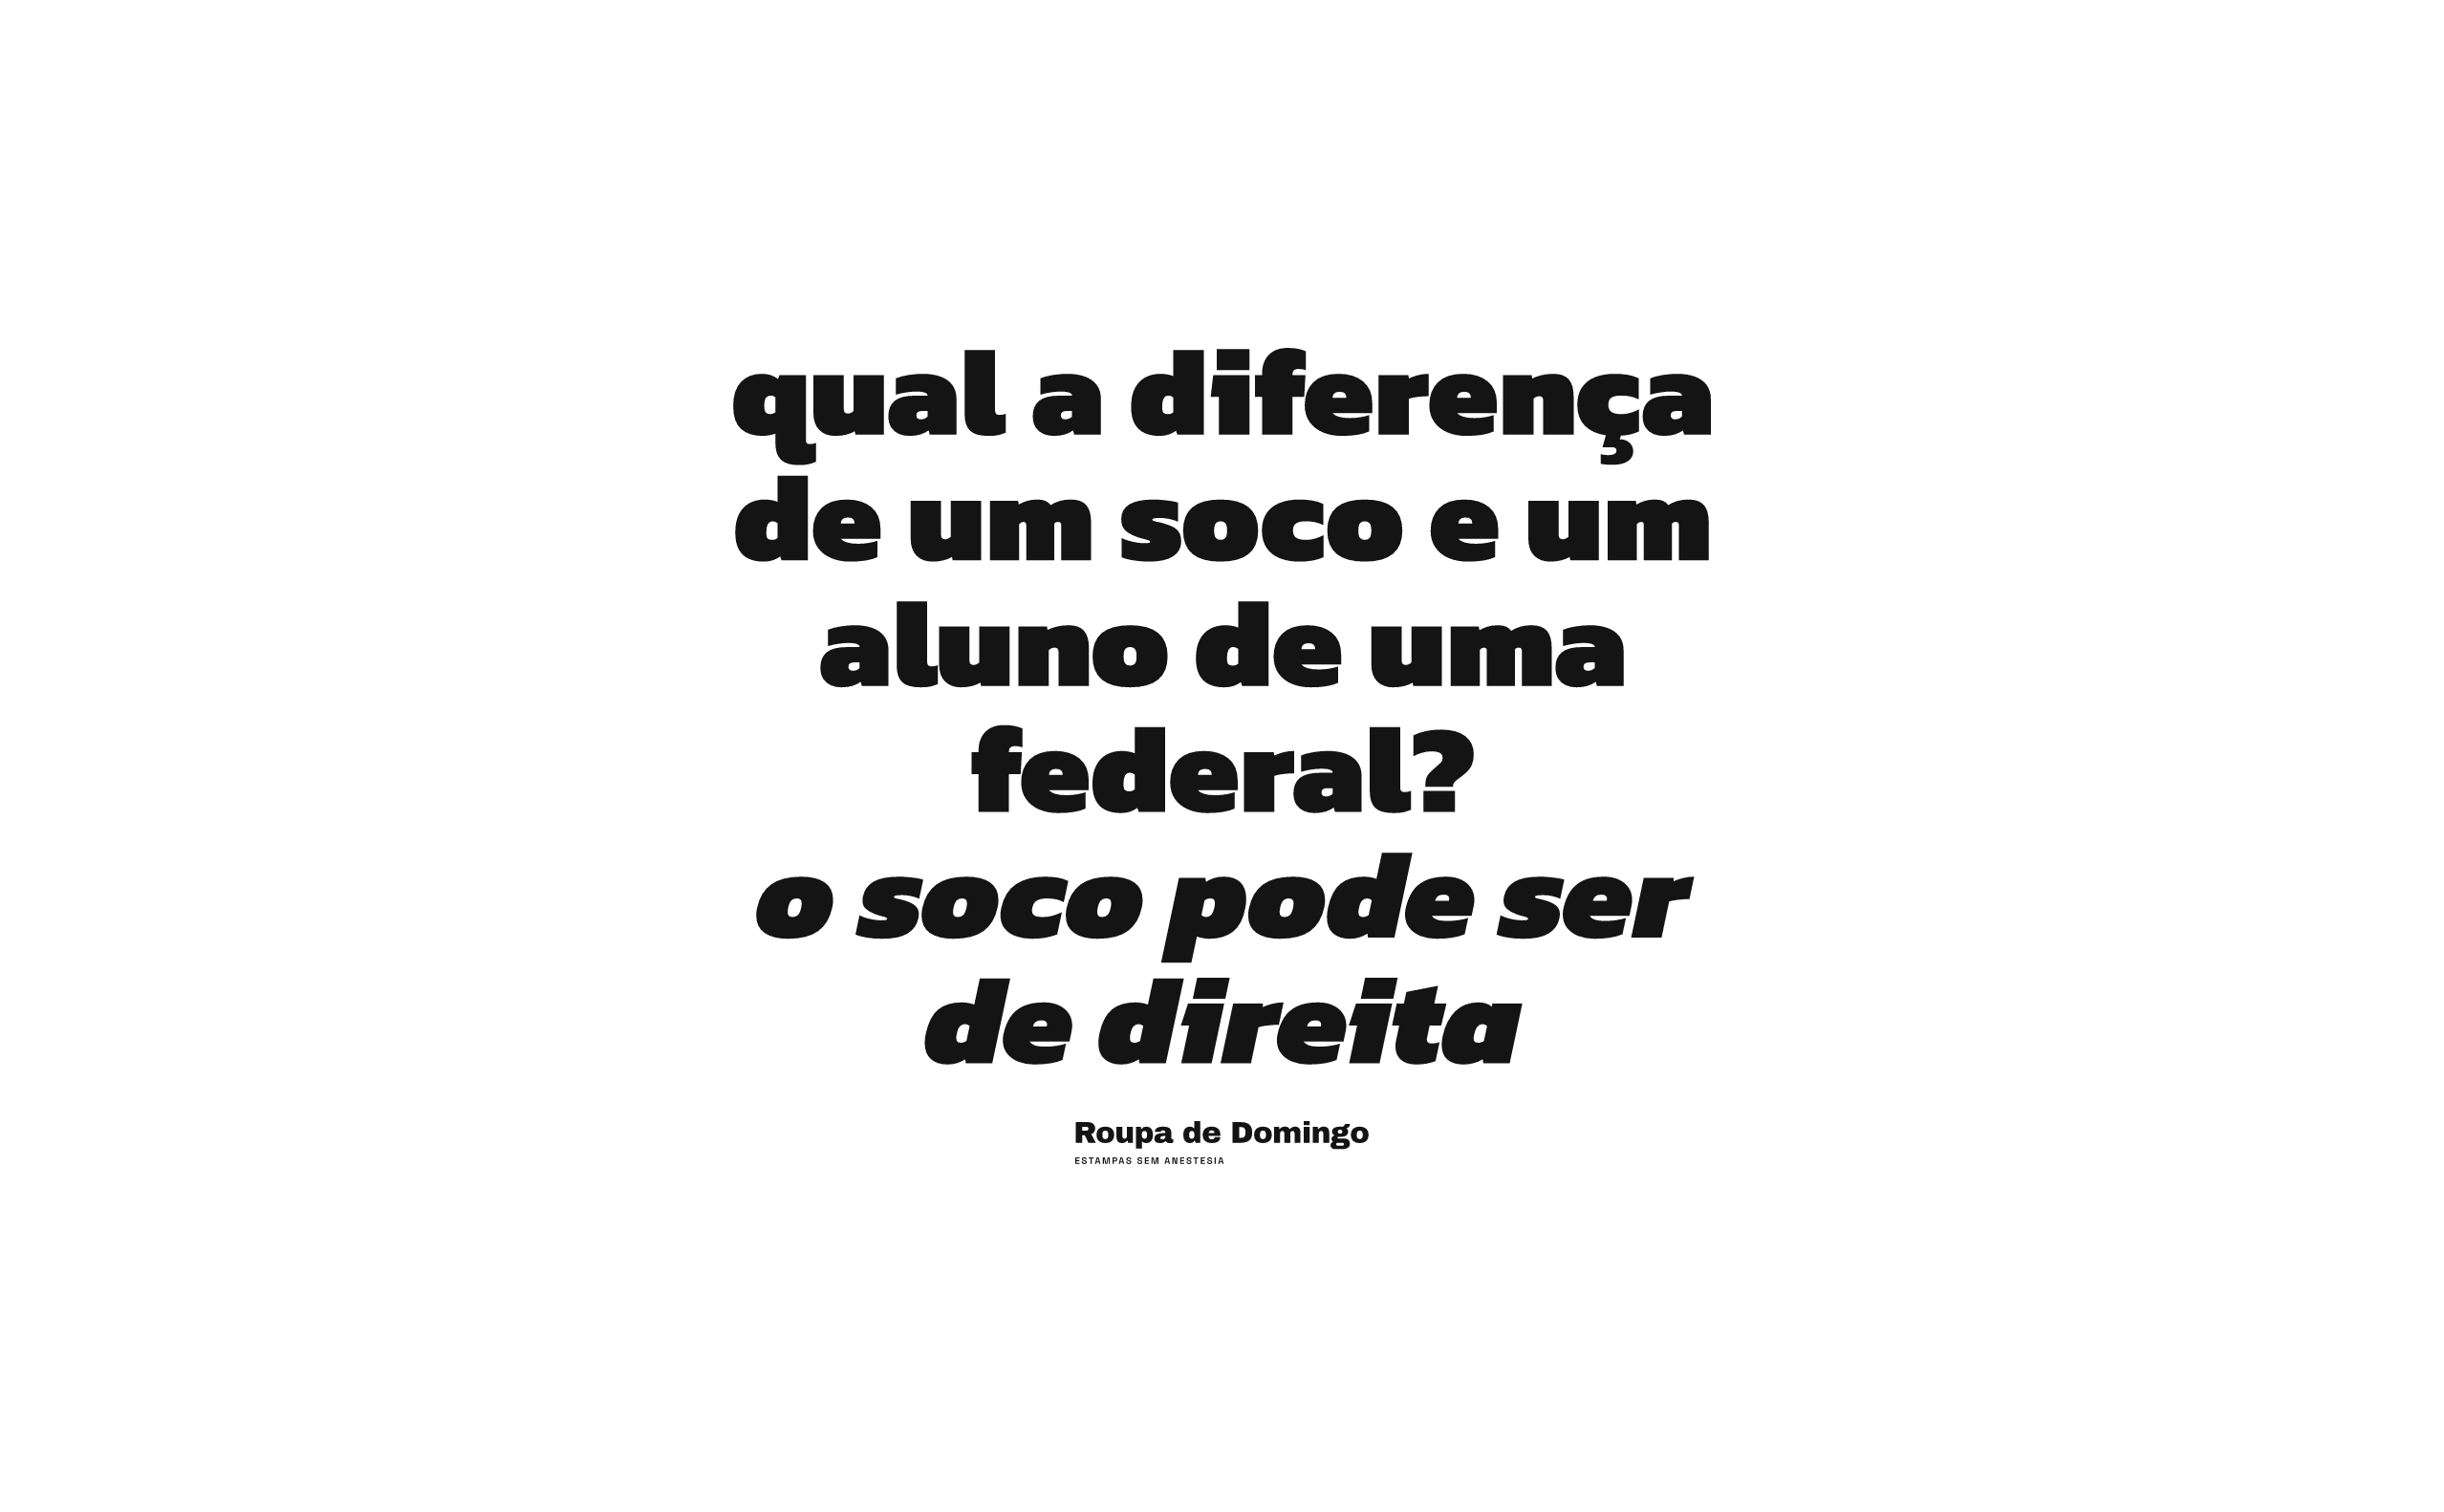 qual a diferença
de um soco e um
aluno de uma
federal?
o soco pode ser
de direita
Roupa de Domingo
ESTAMPAS SEM ANESTESIA